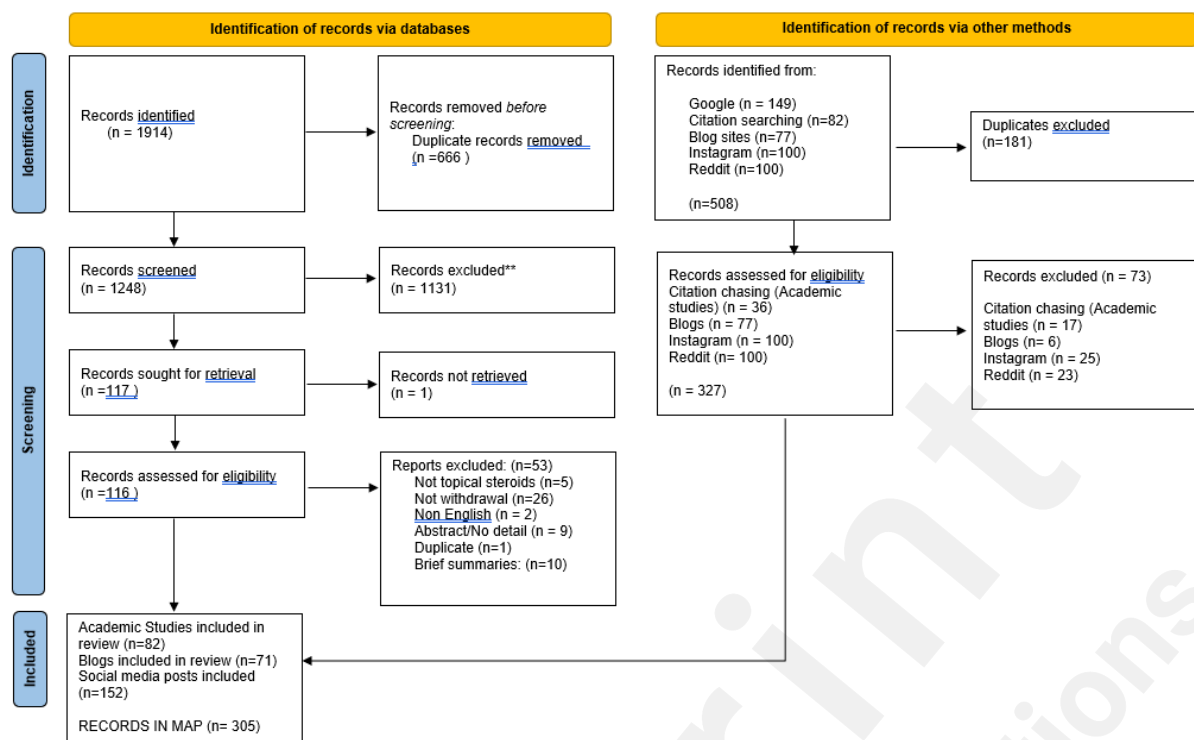 Identification of records via databases
Identification of records via other methods
Identification
Records identified
(n = 1914)
Records removed before
screening:
Duplicate records removed
(n =666 )
Records identified from:
Google (n = 149)
Citation searching (n=82)
Blog sites (n=77)
Instagram (n=100)
Reddit (n=100)
(n=508)
Duplicates excluded
(n=181)
Screening
Records screened
(n = 1248)
Records excluded**
(n = 1131)
Records assessed for eligibility
Citation chasing (Academic
studies) (n = 36)
Blogs (n = 77)
Instagram (n = 100)
Reddit (n= 100)
(n = 327)
Records excluded (n = 73)
Citation chasing (Academic
studies (n = 17)
Blogs (n= 6)
Instagram (n = 25)
Reddit (n = 23)
Records sought for retrieval
(n =117 )
Records not retrieved
(n = 1)
Records assessed for eligibility
(n =116 )
Reports excluded: (n=53)
Not topical steroids (n=5)
Not withdrawal (n=26)
Non English (n = 2)
Abstract/No detail (n = 9)
Duplicate (n=1)
Brief summaries: (n=10)
Included
Academic Studies included in
review (n=82)
Blogs included in review (n=71)
Social media posts included
(n=152)
RECORDS IN MAP (n= 305)